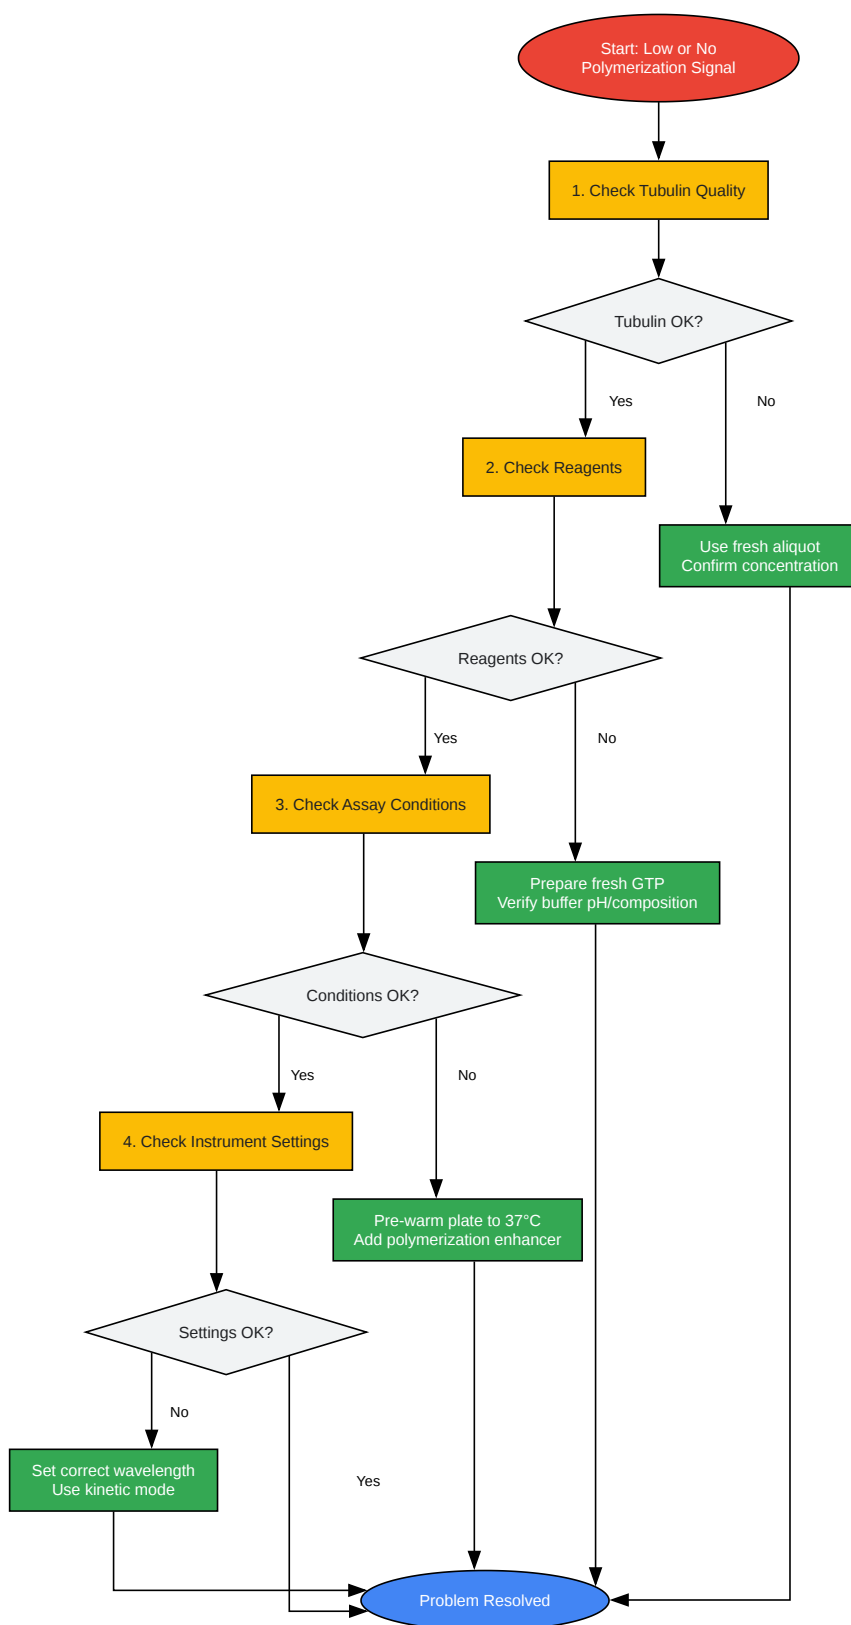 Start: Low or No
Polymerization Signal
1. Check Tubulin Quality
Tubulin OK?
Yes
No
2. Check Reagents
Use fresh aliquot
Confirm concentration
Reagents OK?
Yes
No
3. Check Assay Conditions
Prepare fresh GTP
Verify buffer pH/composition
Conditions OK?
Yes
No
4. Check Instrument Settings
Pre-warm plate to 37°C
Add polymerization enhancer
Settings OK?
No
Set correct wavelength
Use kinetic mode
Yes
Problem Resolved